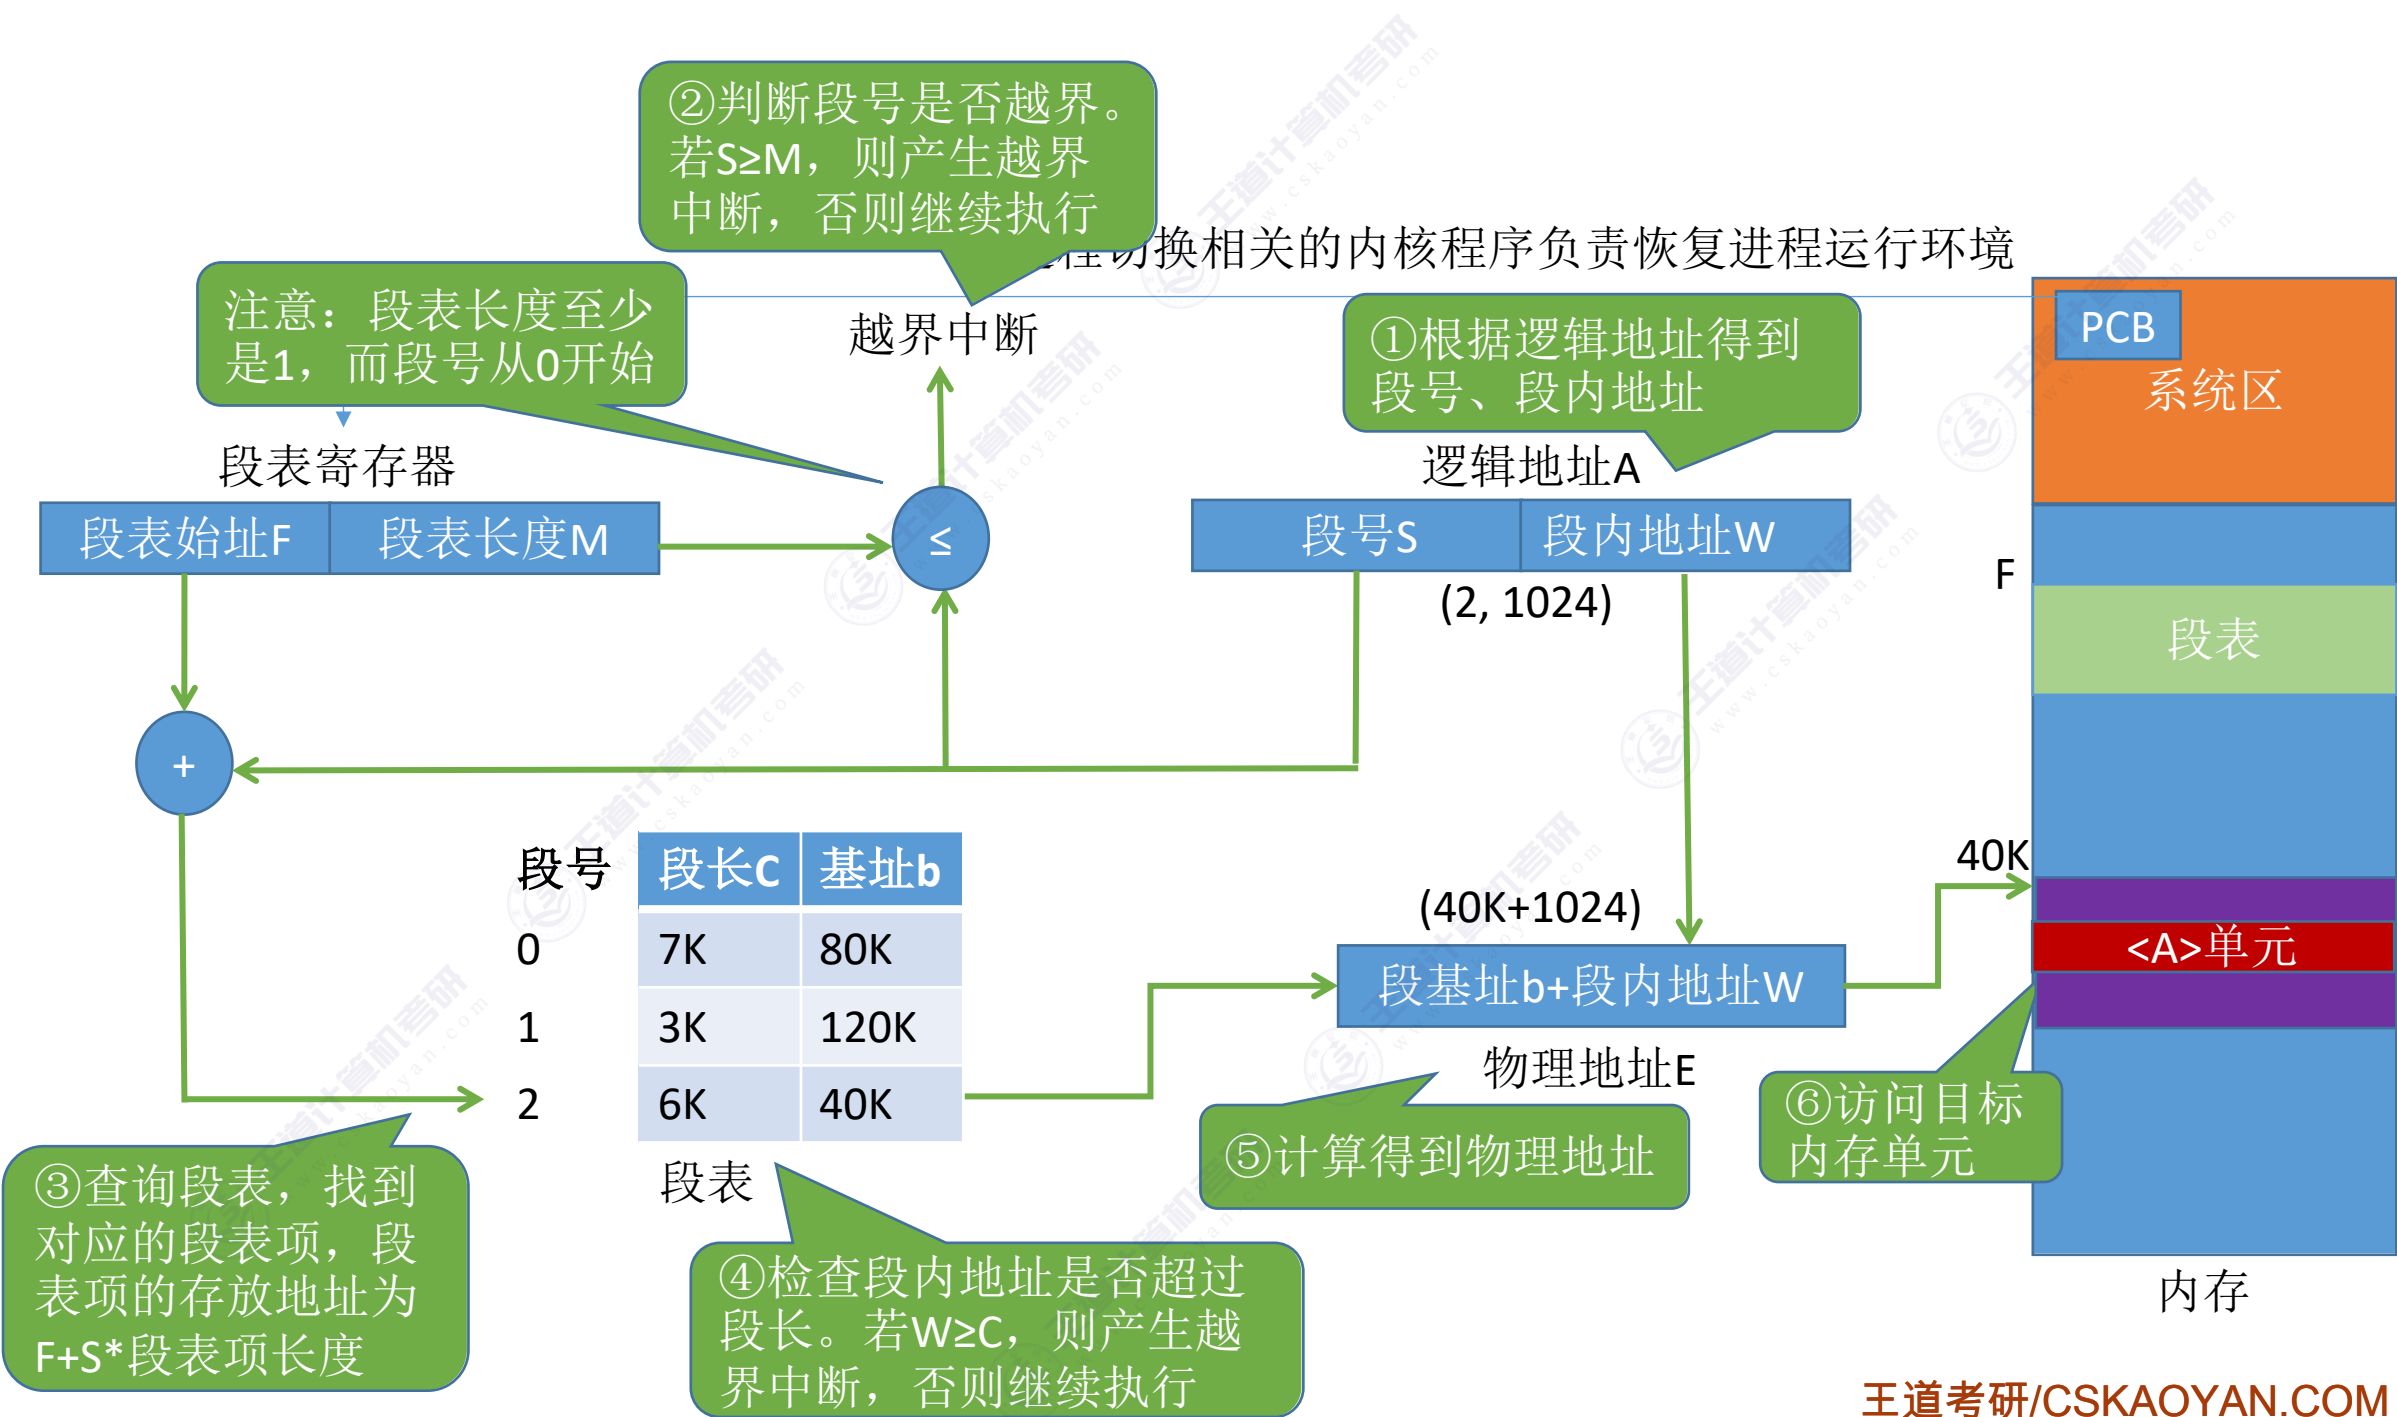 ②判断段号是否越界。
若S≥M，则产生越界
中断，否则继续执行
程切换相关的内核程序负责恢复进程运行环境
注意：段表长度至少
是1，而段号从0开始
越界中断
①根据逻辑地址得到
段号、段内地址
PCB
系统区
段表寄存器
逻辑地址A
段表始址F
段表长度M
≤
段号S
段内地址W
(2, 1024)
F
段表
+
段号
段长C
基址b
0
7K
80K
1
3K
120K
2
6K
40K
段表
40K
(40K+1024)
<A>单元
段基址b+段内地址W
物理地址E
③查询段表，找到
对应的段表项，段
表项的存放地址为
F+S*段表项长度
④检查段内地址是否超过
段长。若W≥C，则产生越
界中断，否则继续执行
⑤计算得到物理地址
⑥访问目标
内存单元
内存
王道考研/CSKAOYAN.COM
王道计算机考研
www.cskaoyan.com